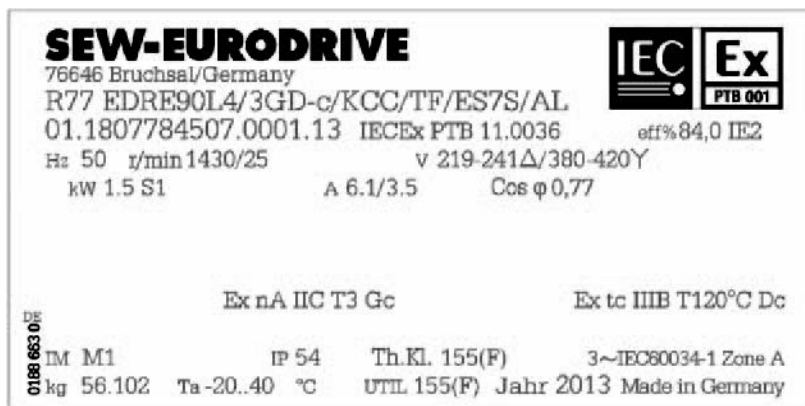 SEW-EURODRIVE
76646 Bruchsal/Germany
IEC Ex
PTB 001
R77 EDRE90L4/3GD-c/KCC/TF/ES7S/AL
01.1807784507.0001.13 IECEx PTB 11.0036 eff% 84,0 IE2
Hz 50 r/min 1430/25 V 219-241Δ/380-420Y
kW 1.5 S1 A 6.1/3.5 Cos φ 0,77
Ex nA IIC T3 Gc Ex tc IIIB T120°C Dc
IM M1 IP 54 Th.Kl. 155(F) 3~IEC60034-1 Zone A
kg 56.102 Ta -20..40 °C UTIL 155(F) Jahr 2013 Made in Germany
0188 663 0 DE